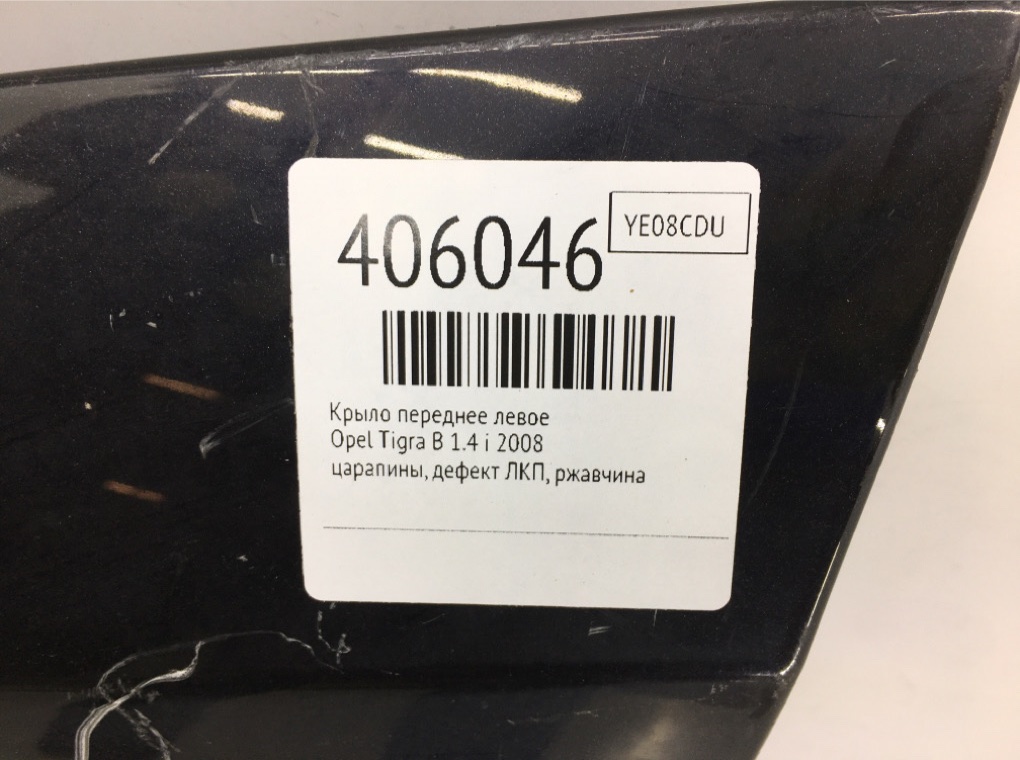 406046
YE08CDU
Крыло переднее левое
Opel Tigra B 1.4 i 2008
царапины, дефект ЛКП, ржавчина